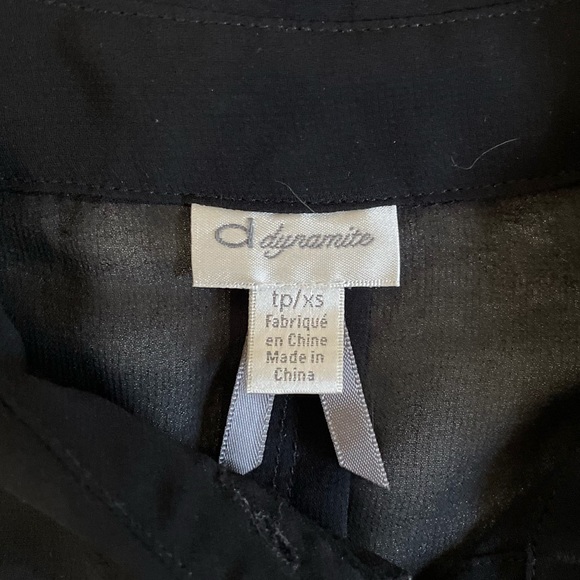 d dynamite
tp/xs
Fabriqué
en Chine
Made in
China